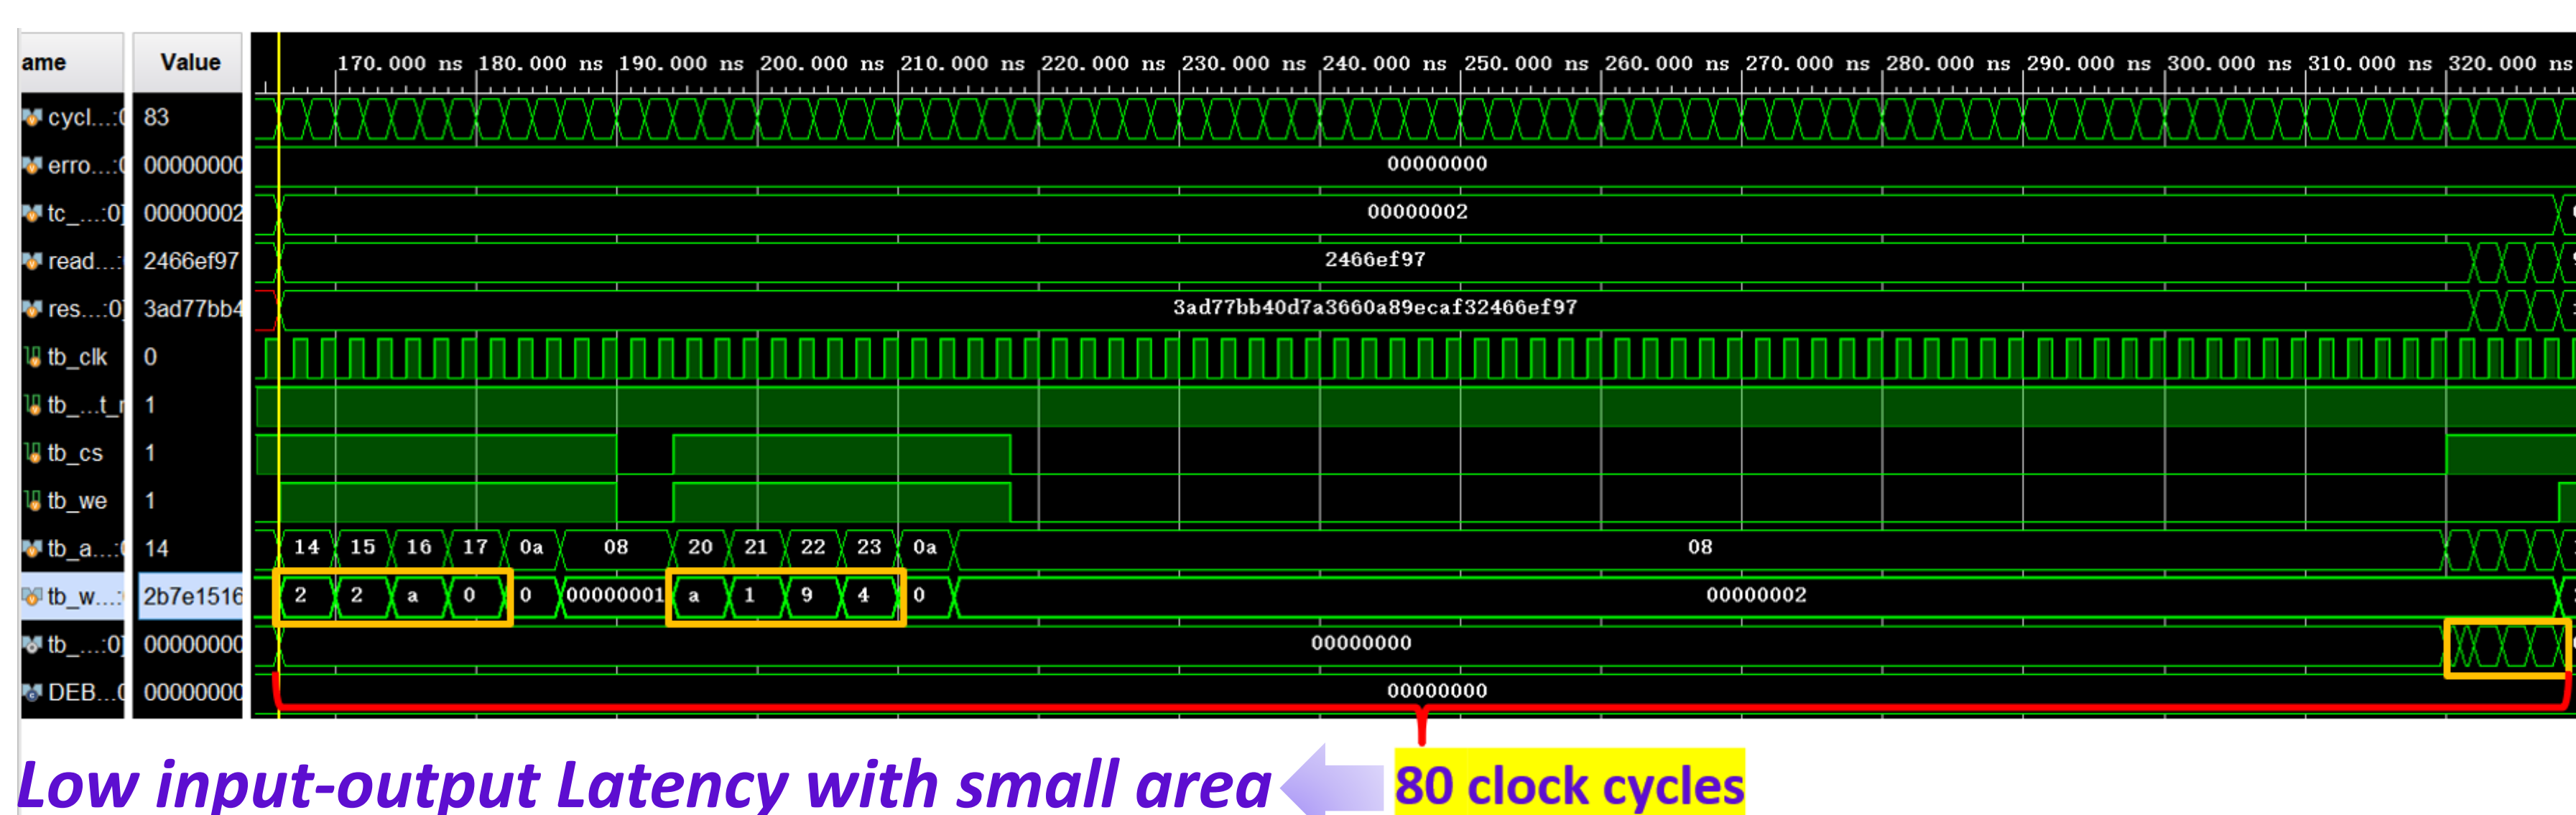 ame Value 170.000 ns 180.000 ns 190.000 ns 200.000 ns 210.000 ns 220.000 ns 230.000 ns 240.000 ns 250.000 ns 260.000 ns 270.000 ns 280.000 ns 290.000 ns 300.000 ns 310.000 ns 320.000 ns
cycl...:0 83
erro...:0 00000000 00000000
tc_...:0] 00000002 00000002
read...: 2466ef97 2466ef97
res...:0] 3ad77bb4 3ad77bb40d7a3660a89ecaf32466ef97
tb_clk 0
tb_...t_r 1
tb_cs 1
tb_we 1
tb_a...:0 14 14 15 16 17 0a 08 20 21 22 23 0a 08
tb_w...: 2b7e1516 2 2 a 0 0 00000001 a 1 9 4 0 00000002
tb_...:0] 00000000 00000000
DEB...0 00000000 00000000
Low input-output Latency with small area 80 clock cycles